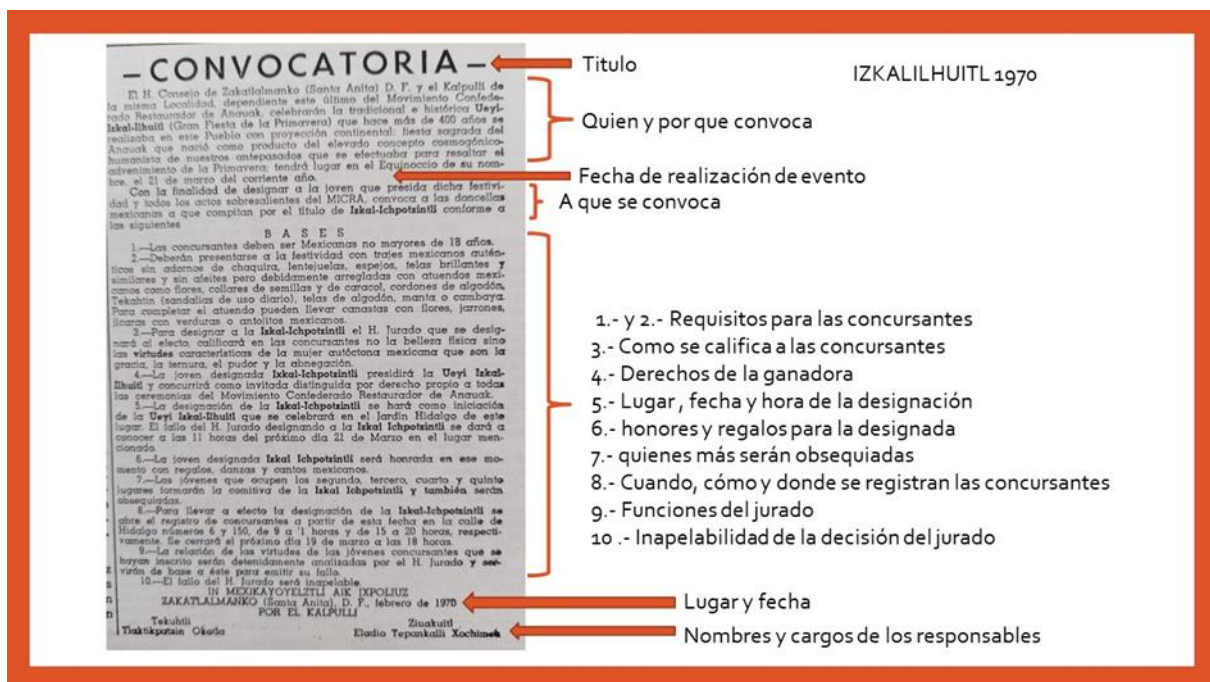 — CONVOCATORIA —
El H. Consejo de Zakatlalmanko (Santa Anita) D. F. y el Kalpulli de
la misma Localidad, dependiente este último del Movimiento Confede-
rado Restaurador de Anauak, celebrarán la tradicional e histórica Ueyi-
Izkal-Ilhuitl (Gran Fiesta de la Primavera) que hace más de 400 años se
realizaba en este Pueblo con proyección continental: fiesta sagrada del
Anauak que nació como producto del elevado concepto cosmogónico-
humanista de nuestros antepasados que se efectuaba para resaltar el
advenimiento de la Primavera; tendrá lugar en el Equinoccio de su nom-
bre, el 21 de marzo del corriente año.
Con la finalidad de designar a la joven que presida dicha festivi-
dad y todos los actos sobresalientes del MICRA, convoca a las doncellas
mexicanas a que compitan por el título de Izkal-Ichpotzintli conforme a
las siguientes
B A S E S
1.—Las concursantes deben ser Mexicanas no mayores de 18 años.
2.—Deberán presentarse a la festividad con trajes mexicanos autén-
ticos sin adornos de chaquira, lentejuelas, espejos, telas brillantes y
similares y sin afeites pero debidamente arregladas con atuendos mexi-
canos como flores, collares de semillas y de caracol, cordones de algodón,
Tekahtin (sandalias de uso diario), telas de algodón, manta o cambaya.
Para completar el atuendo pueden llevar canastas con flores, jarrones,
jícaras con verduras o antojitos mexicanos.
3.—Para designar a la Izkal-Ichpotzintli el H. Jurado que se desig-
nará al efecto, calificará en las concursantes no la belleza física sino
las virtudes características de la mujer autóctona mexicana que son la
gracia, la ternura, el pudor y la abnegación.
4.—La joven designada Izkal-Ichpotzintli presidirá la Ueyi Izkal-
Ilhuitl y concurrirá como invitada distinguida por derecho propio a todas
las ceremonias del Movimiento Confederado Restaurador de Anauak.
5.—La designación de la Izkal-Ichpotzintli se hará como iniciación
de la Ueyi Izkal-Ilhuitl que se celebrará en el Jardín Hidalgo de este
lugar. El fallo del H. Jurado designando a la Izkal Ichpotzintli se dará a
conocer a las 11 horas del próximo día 21 de Marzo en el lugar men-
cionado.
6.—La joven designada Izkal Ichpotzintli será honrada en ese mo-
mento con regalos, danzas y cantos mexicanos.
7.—Las jóvenes que ocupen los segundo, tercero, cuarto y quinto
lugares formarán la comitiva de la Izkal Ichpotzintli y también serán
obsequiadas.
8.—Para llevar a efecto la designación de la Izkal-Ichpotzintli se
abre el registro de concursantes a partir de esta fecha en la calle de
Hidalgo números 6 y 150, de 9 a horas y de 15 a 20 horas, respecti-
vamente. Se cerrará el próximo día 19 de marzo a las 18 horas.
9.—La relación de las virtudes de las jóvenes concursantes que se
hayan inscrito serán detenidamente analizadas por el H. Jurado y ser-
virán de base a éste para emitir su fallo.
10.—El fallo del H. Jurado será inapelable.
IN MEXIKAYOYELIZTLI AIK IXPOLIUZ
ZAKATLALMANKO (Santa Anita), D. F., febrero de 1970
POR EL KALPULLI
Tekuhtli
Tlaktikpatzin Okotla
Ziuakuitl
Eladio Tepankalli Xochimeh
IZKALILHUITL 1970
Titulo
Quien y por que convoca
Fecha de realización de evento
A que se convoca
1.- y 2.- Requisitos para las concursantes
3.- Como se califica a las concursantes
4.- Derechos de la ganadora
5.- Lugar , fecha y hora de la designación
6.- honores y regalos para la designada
7.- quienes más serán obsequiadas
8.- Cuando, cómo y donde se registran las concursantes
9.- Funciones del jurado
10 .- Inapelabilidad de la decisión del jurado
Lugar y fecha
Nombres y cargos de los responsables